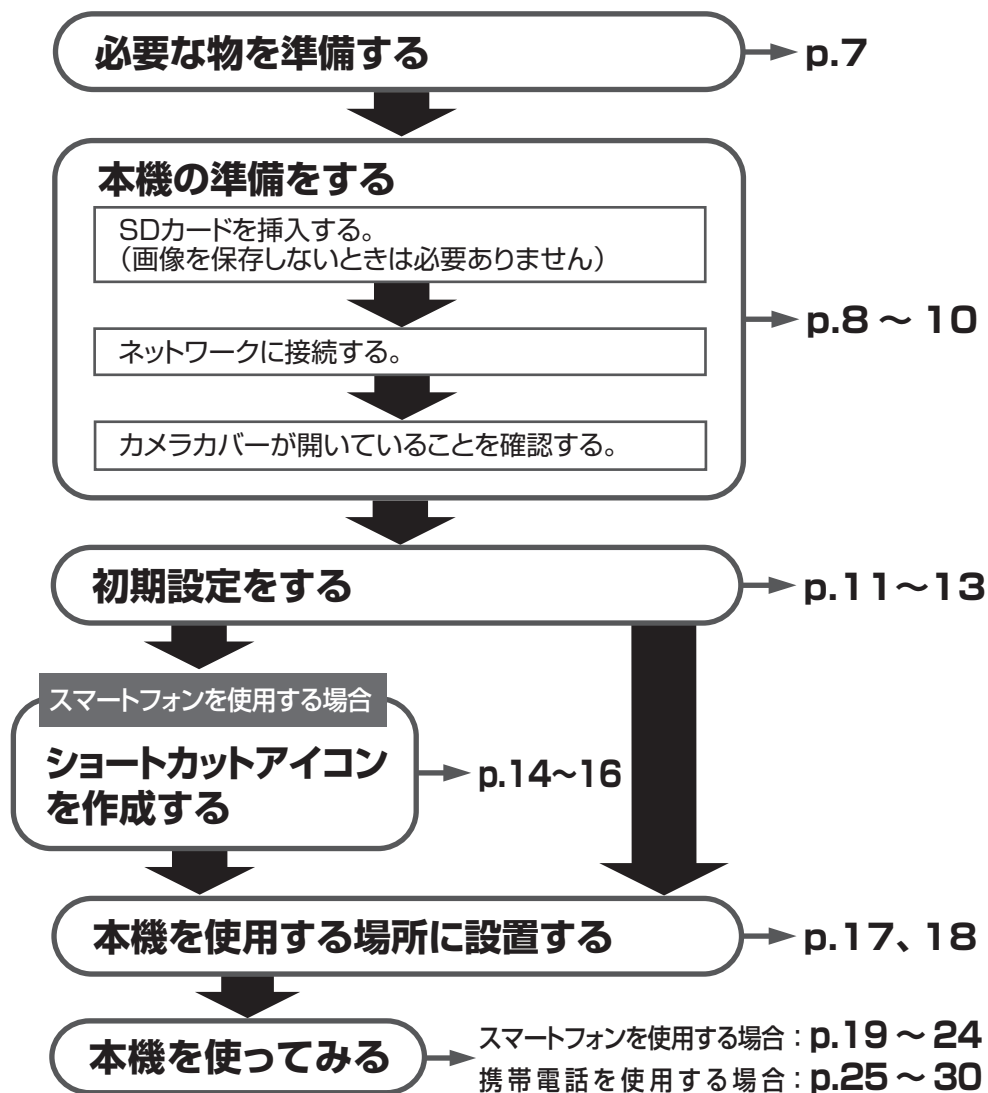 必要な物を準備する
p.7
本機の準備をする
SDカードを挿入する。
（画像を保存しないときは必要ありません）
ネットワークに接続する。
カメラカバーが開いていることを確認する。
p.8 ～ 10
初期設定をする
p.11～13
スマートフォンを使用する場合
ショートカットアイコン
を作成する
p.14～16
本機を使用する場所に設置する
p.17、18
本機を使ってみる
スマートフォンを使用する場合：p.19 ～ 24
携帯電話を使用する場合：p.25 ～ 30